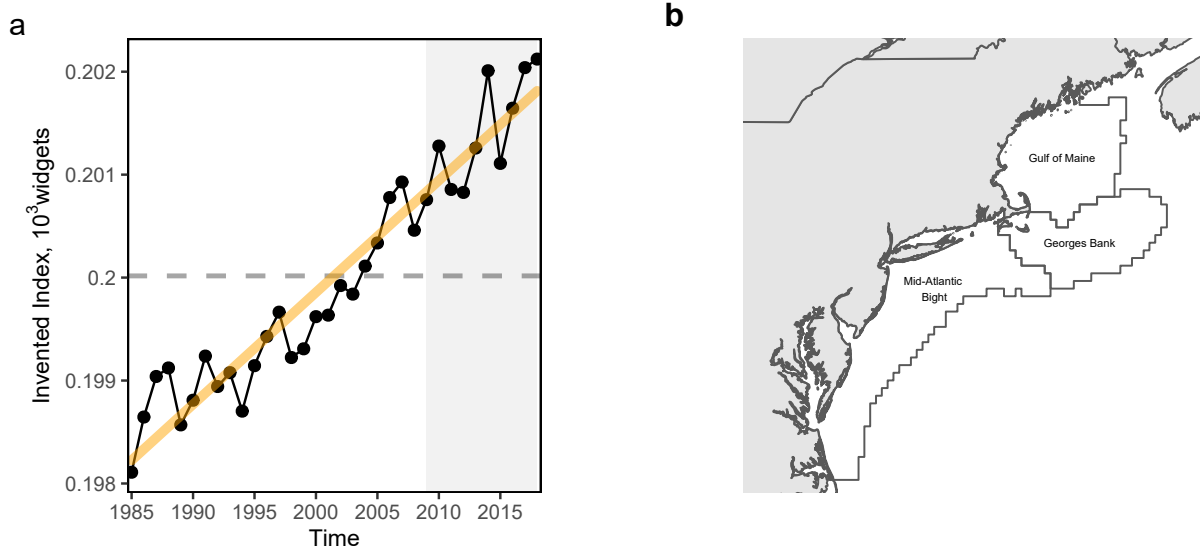 a
Invented Index, 10³widgets
0.202
0.201
0.2
0.199
0.198
1985 1990 1995 2000 2005 2010 2015
Time
b
Gulf of Maine
Georges Bank
Mid-Atlantic
Bight